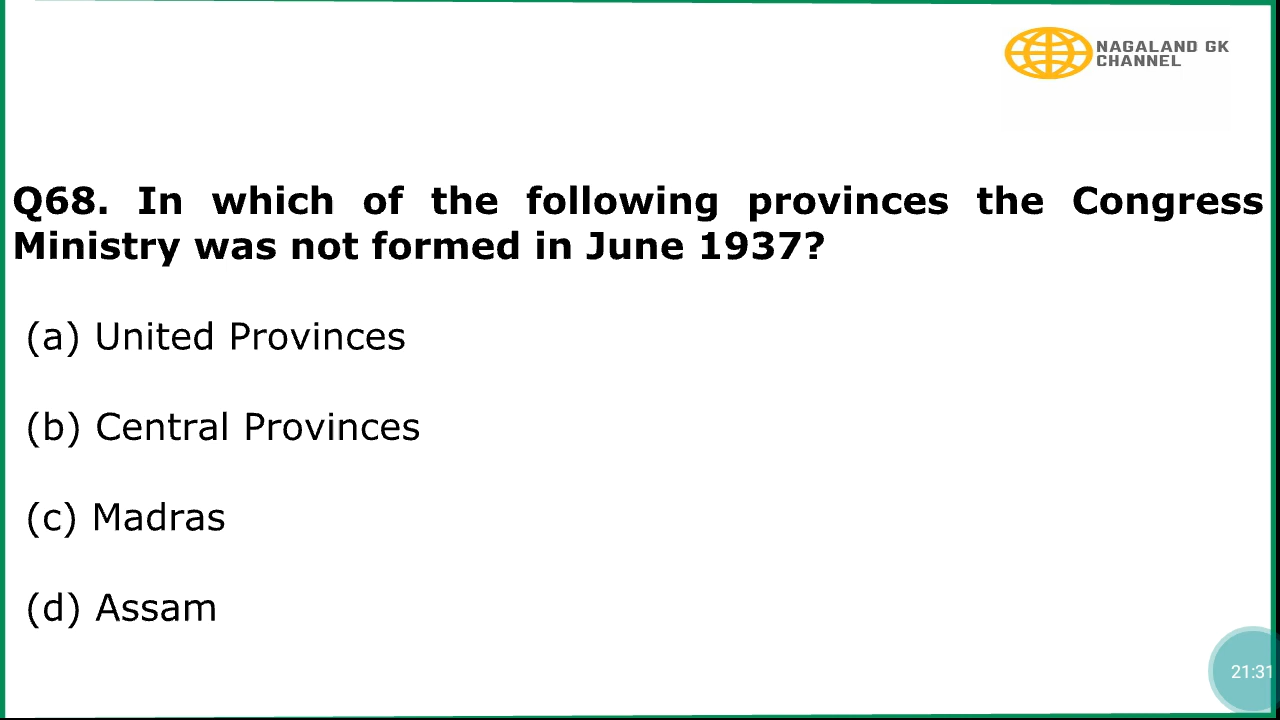 NAGALAND GK
CHANNEL
Q68. In which of the following provinces the Congress
Ministry was not formed in June 1937?
(a) United Provinces
(b) Central Provinces
(c) Madras
(d) Assam
21:31